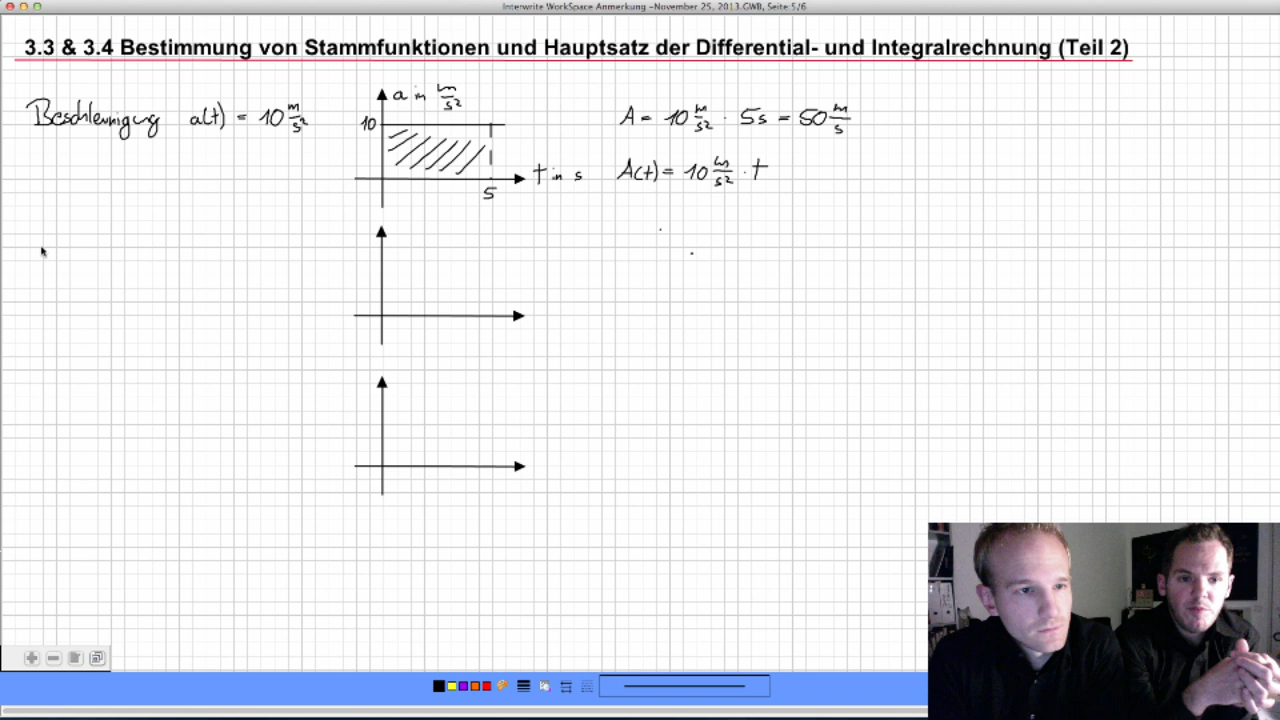 Interwrite WorkSpace Anmerkung -November 25, 2013.GWB, Seite 5/6
3.3 & 3.4 Bestimmung von Stammfunktionen und Hauptsatz der Differential- und Integralrechnung (Teil 2)
Beschleunigung a(t) = 10 m/s²
a in m/s²
10
t in s
5
A = 10 m/s² · 5s = 50 m/s
A(t) = 10 m/s² · t